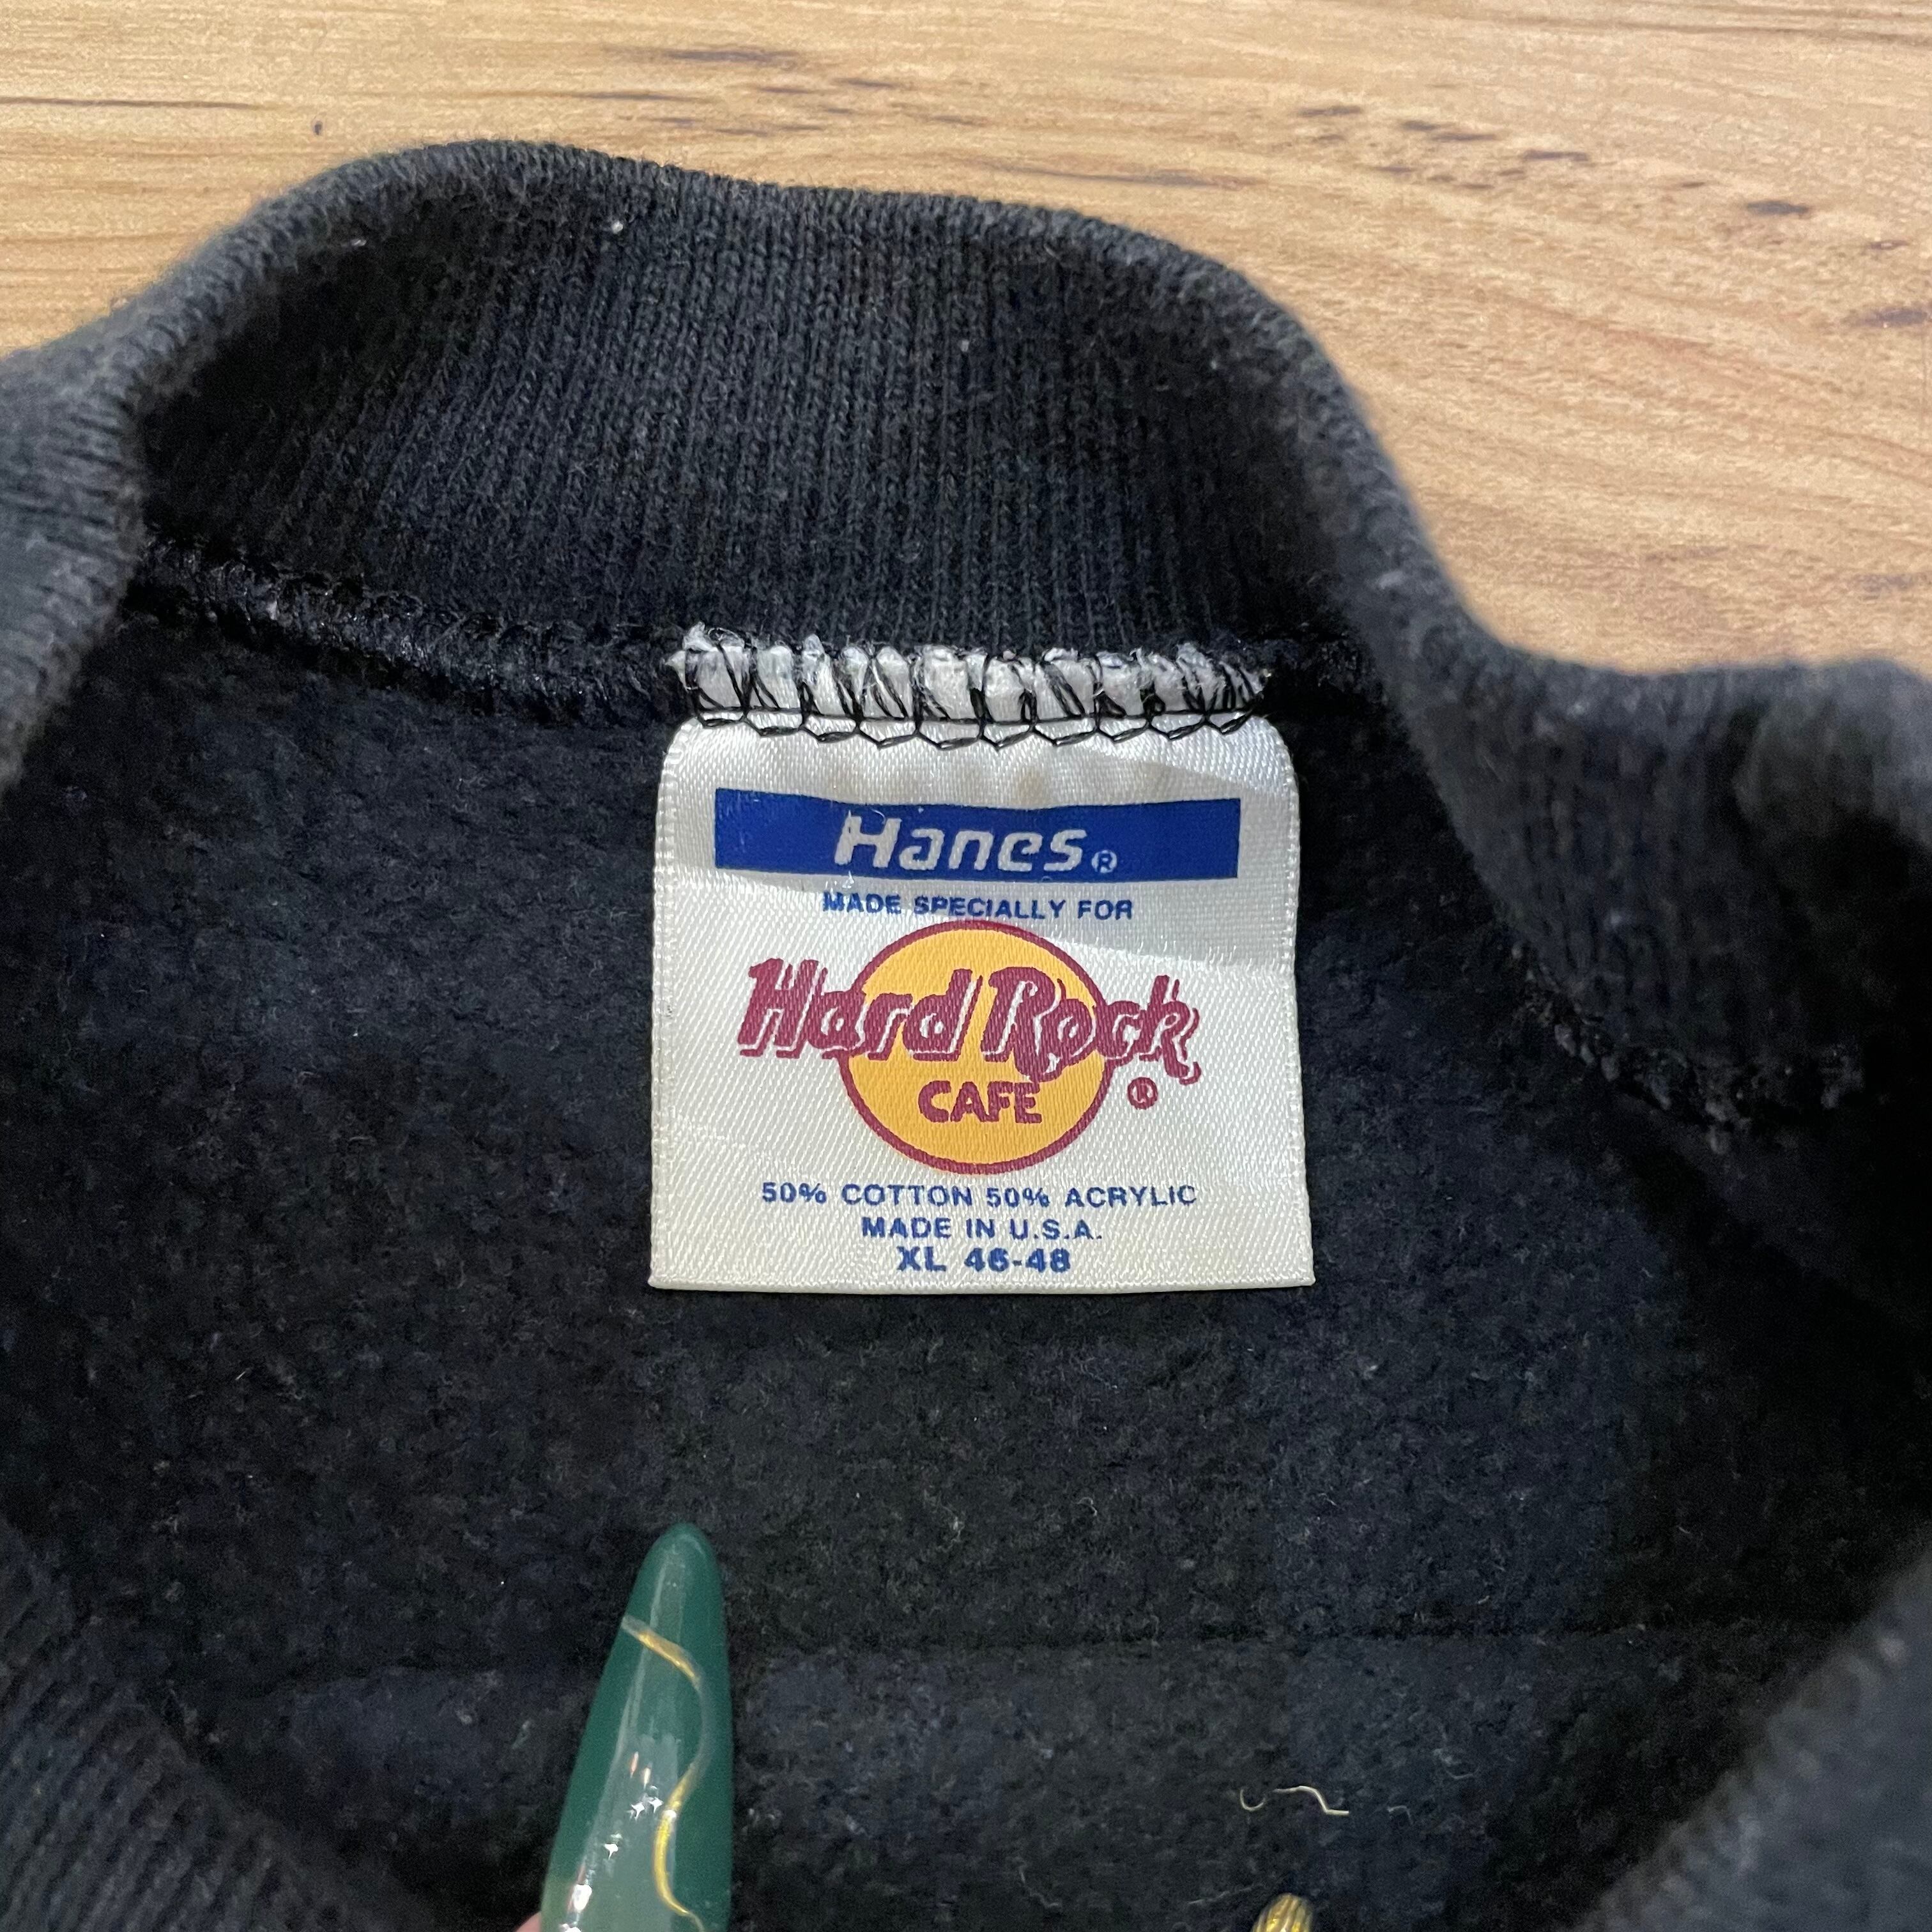 Hanes®
MADE SPECIALLY FOR
Hard Rock
CAFE ®
50% COTTON 50% ACRYLIC
MADE IN U.S.A.
XL 46-48